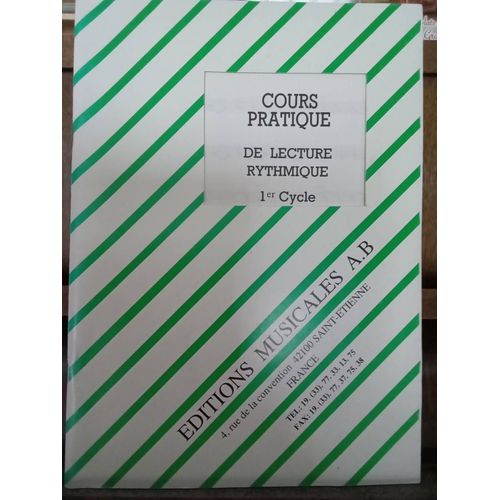 COURS
PRATIQUE
DE LECTURE
RYTHMIQUE
1er Cycle
EDITIONS MUSICALES A.B
4, rue de la convention 42100 SAINT-ETIENNE
FRANCE
TEL: 19, (33), 77, 33, 13, 75
FAX: 19, (33), 77, 37, 75, 38